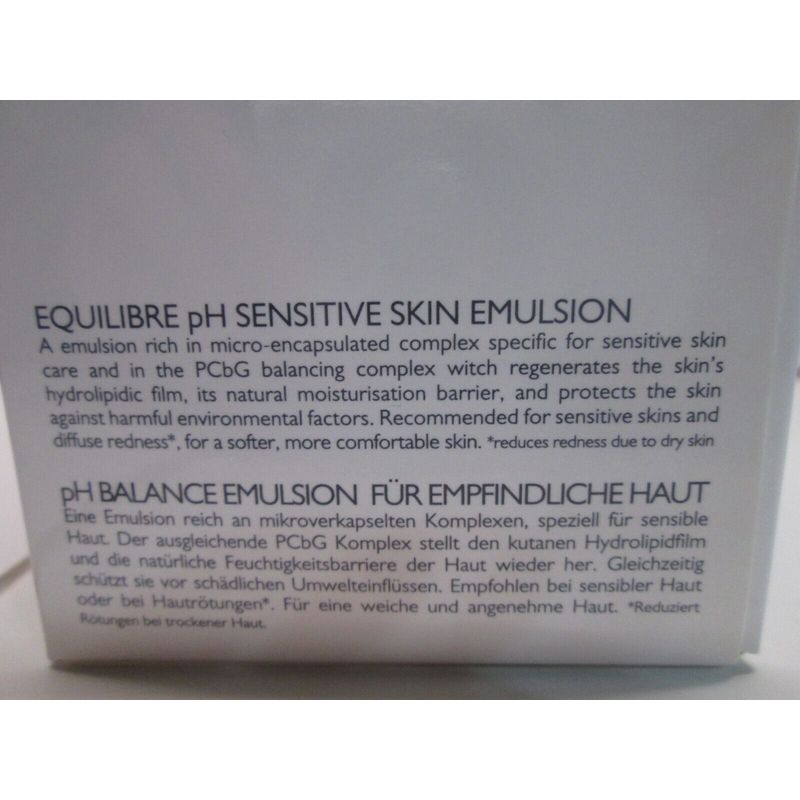 EQUILIBRE pH SENSITIVE SKIN EMULSION
A emulsion rich in micro-encapsulated complex specific for sensitive skin
care and in the PCbG balancing complex witch regenerates the skin's
hydrolipidic film, its natural moisturisation barrier, and protects the skin
against harmful environmental factors. Recommended for sensitive skins and
diffuse redness*, for a softer, more comfortable skin. *reduces redness due to dry skin
pH BALANCE EMULSION FÜR EMPFINDLICHE HAUT
Eine Emulsion reich an mikroverkapselten Komplexen, speziell für sensible
Haut. Der ausgleichende PCbG Komplex stellt den kutanen Hydrolipidfilm
und die natürliche Feuchtigkeitsbarriere der Haut wieder her. Gleichzeitig
schützt sie vor schädlichen Umwelteinflüssen. Empfohlen bei sensibler Haut
oder bei Hautrötungen*. Für eine weiche und angenehme Haut. *Reduziert
Rötungen bei trockener Haut.